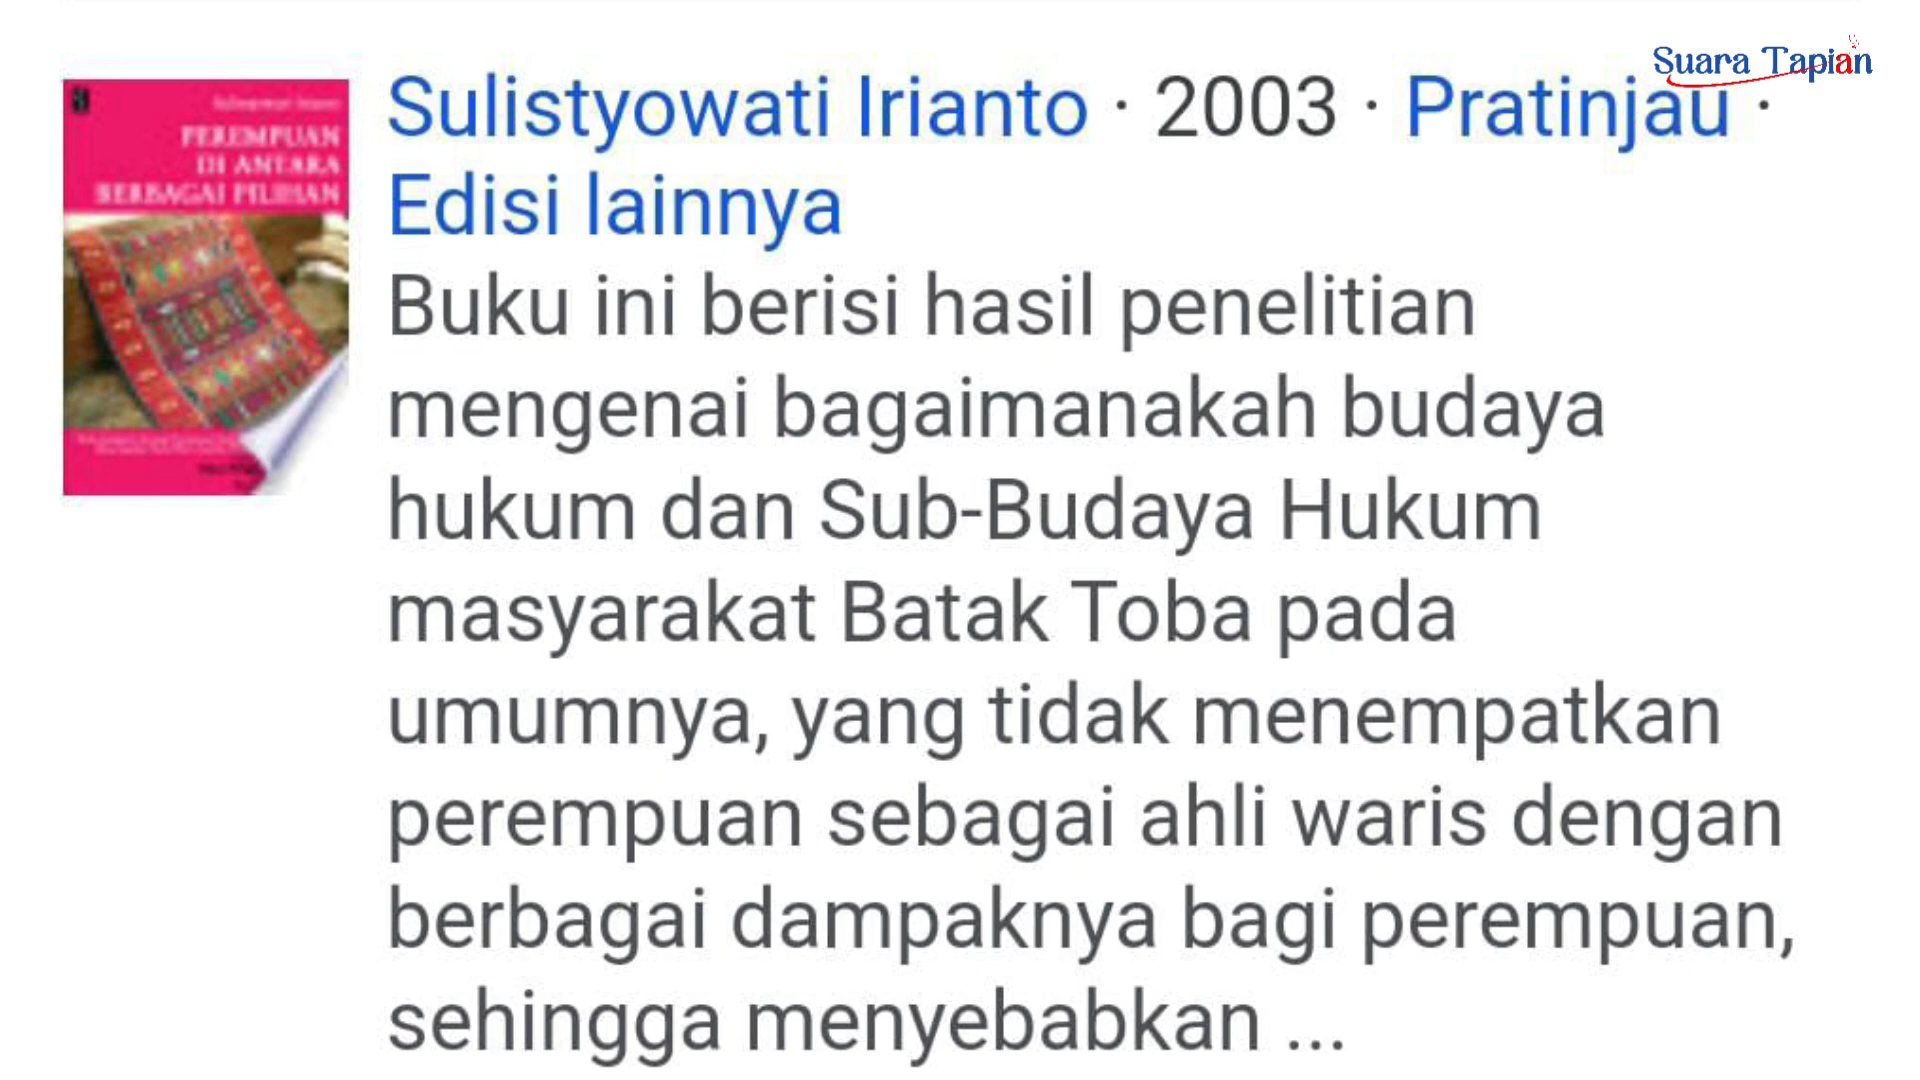 Suara Tapian
Sulistyowati Irianto · 2003 · Pratinjau ·
Edisi lainnya
Buku ini berisi hasil penelitian
mengenai bagaimanakah budaya
hukum dan Sub-Budaya Hukum
masyarakat Batak Toba pada
umumnya, yang tidak menempatkan
perempuan sebagai ahli waris dengan
berbagai dampaknya bagi perempuan,
sehingga menyebabkan ...
Sulistyowati Irianto
PEREMPUAN
DI ANTARA
BERBAGAI PILIHAN